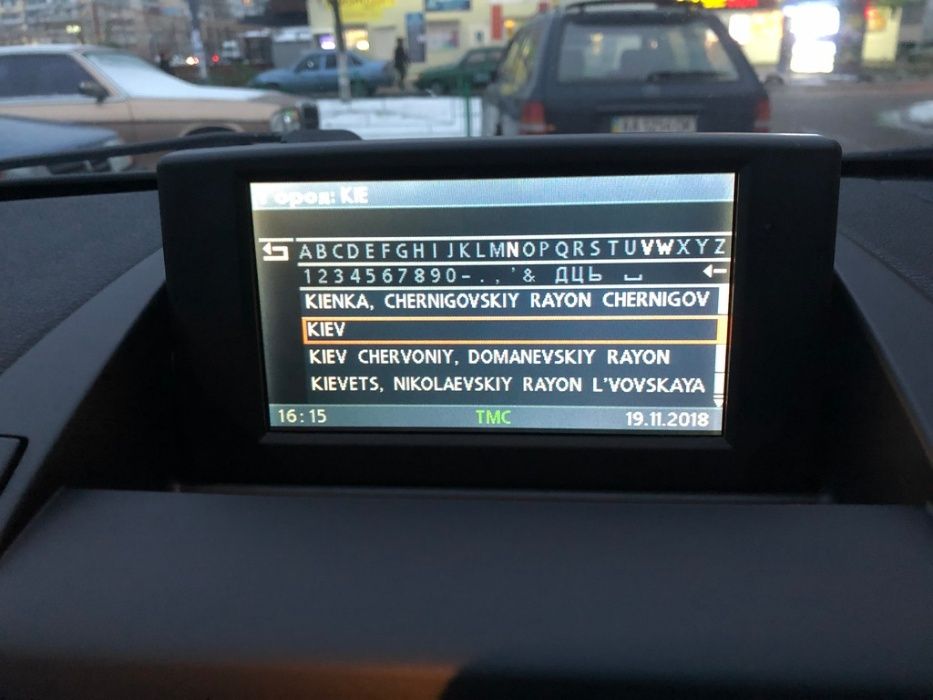 Город: KIE
ABCDEFGHIJKLMNOPQRSTUVWXYZ
1234567890-.,'& ДЦЬ
KIENKA, CHERNIGOVSKIY RAYON CHERNIGOV
KIEV
KIEV CHERVONIY, DOMANEVSKIY RAYON
KIEVETS, NIKOLAEVSKIY RAYON L'VOVSKAYA
16:15 TMC 19.11.2018